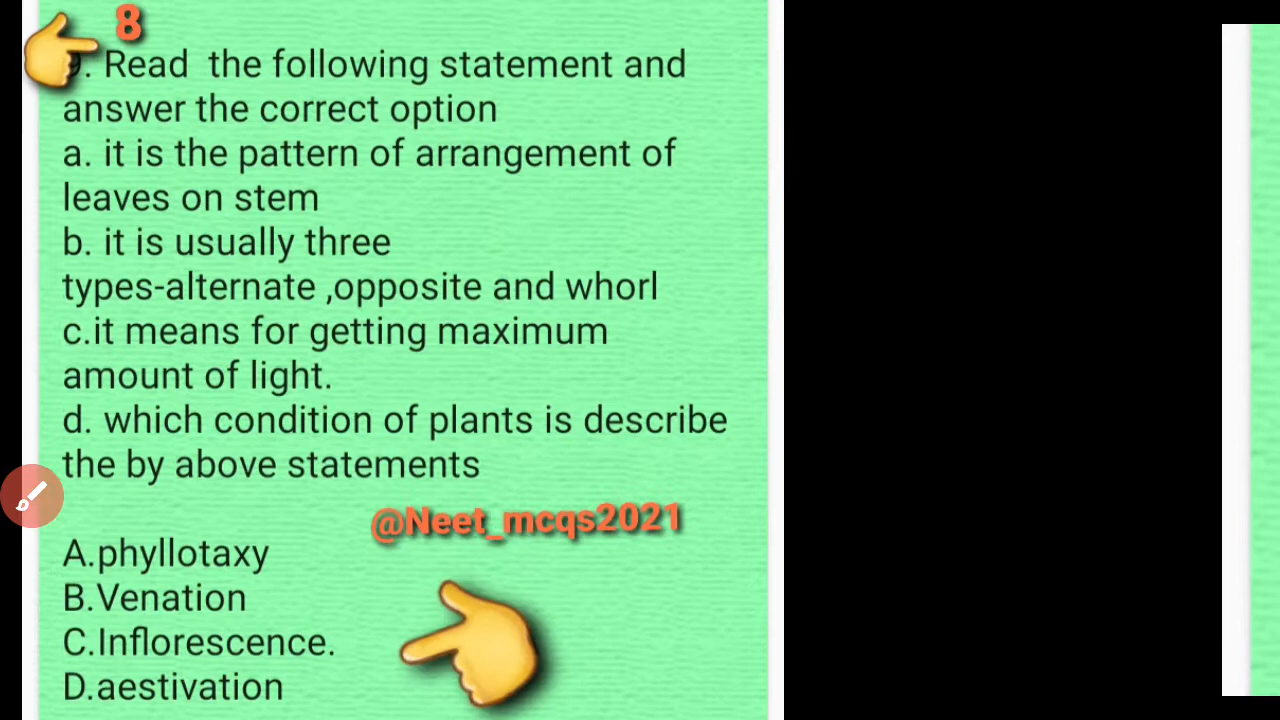 8
9. Read the following statement and
answer the correct option
a. it is the pattern of arrangement of
leaves on stem
b. it is usually three
types-alternate ,opposite and whorl
c.it means for getting maximum
amount of light.
d. which condition of plants is describe
the by above statements
@Neet_mcqs2021
A.phyllotaxy
B.Venation
C.Inflorescence.
D.aestivation